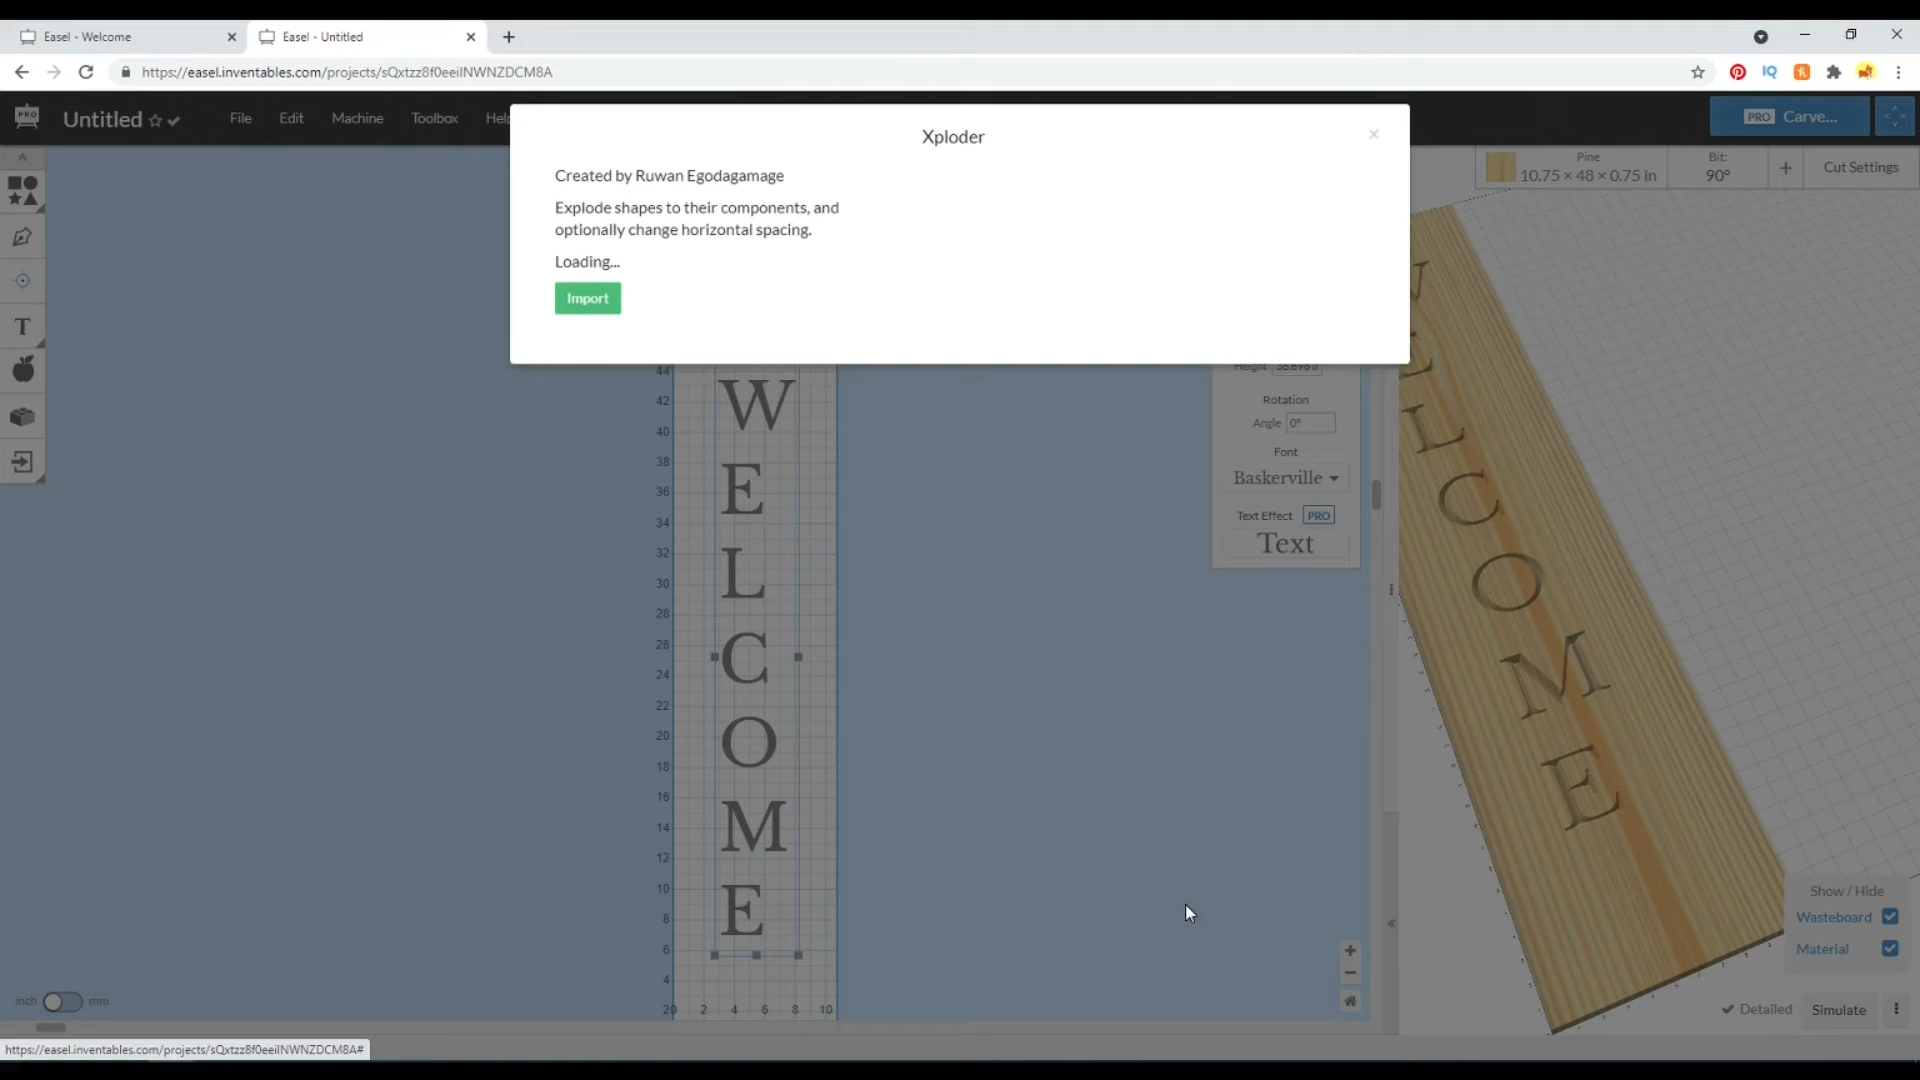 Easel - Welcome
Easel - Untitled
https://easel.inventables.com/projects/sQxtzz8f0eeilNWNZDCM8A
PRO
Untitled
File
Edit
Machine
Toolbox
Help
PRO Carve...
Xploder
Created by Ruwan Egodagamage
Explode shapes to their components, and
optionally change horizontal spacing.
Loading...
Import
Pine
10.75 × 48 × 0.75 in
Bit:
90°
Cut Settings
T
Height
Rotation
Angle 0°
Font
Baskerville
Text Effect PRO
Text
44
42
40
38
36
34
32
30
28
26
24
22
20
18
16
14
12
10
8
6
4
20 2 4 6 8 10
W
E
L
C
O
M
E
W
E
L
C
O
M
E
Show / Hide
Wasteboard
Material
inch mm
Detailed
Simulate
https://easel.inventables.com/projects/sQxtzz8f0eeilNWNZDCM8A#